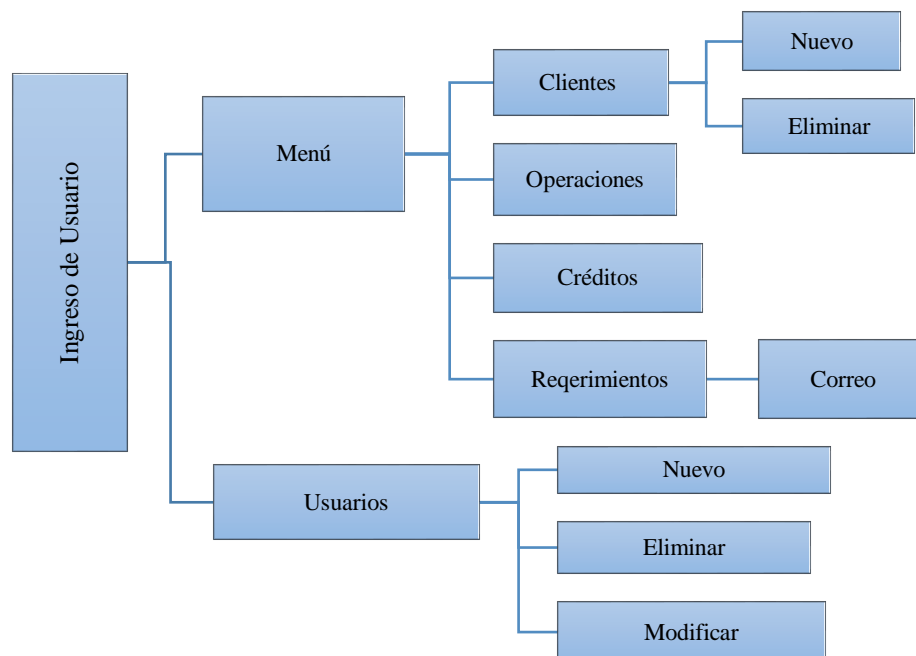 Ingreso de Usuario
Menú
Clientes
Nuevo
Eliminar
Operaciones
Créditos
Reqerimientos
Correo
Usuarios
Nuevo
Eliminar
Modificar